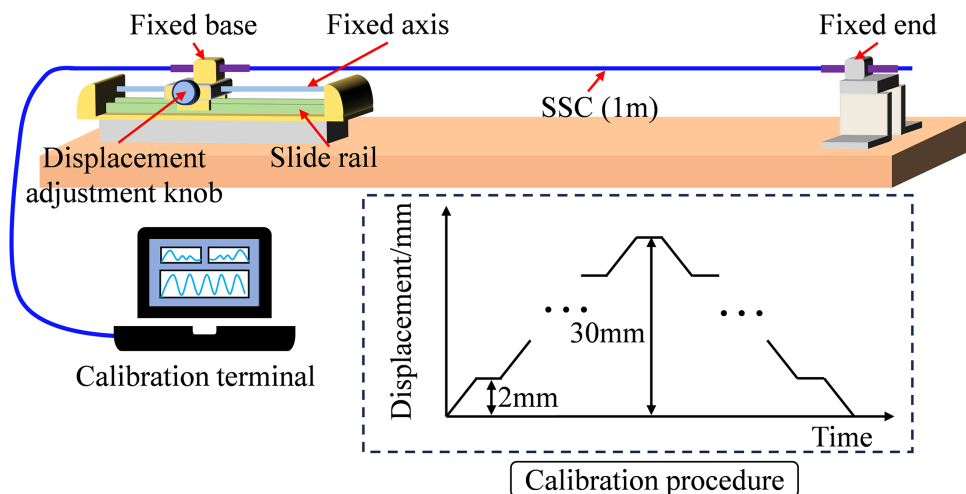 Fixed base
Fixed axis
Fixed end
SSC (1m)
Displacement
adjustment knob
Slide rail
Calibration terminal
Displacement/mm
30mm
2mm
Time
Calibration procedure